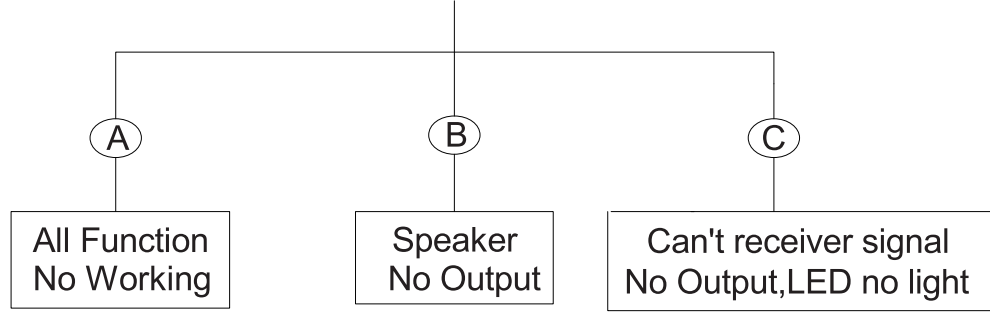 A
B
C
All Function
No Working
Speaker
No Output
Can't receiver signal
No Output,LED no light